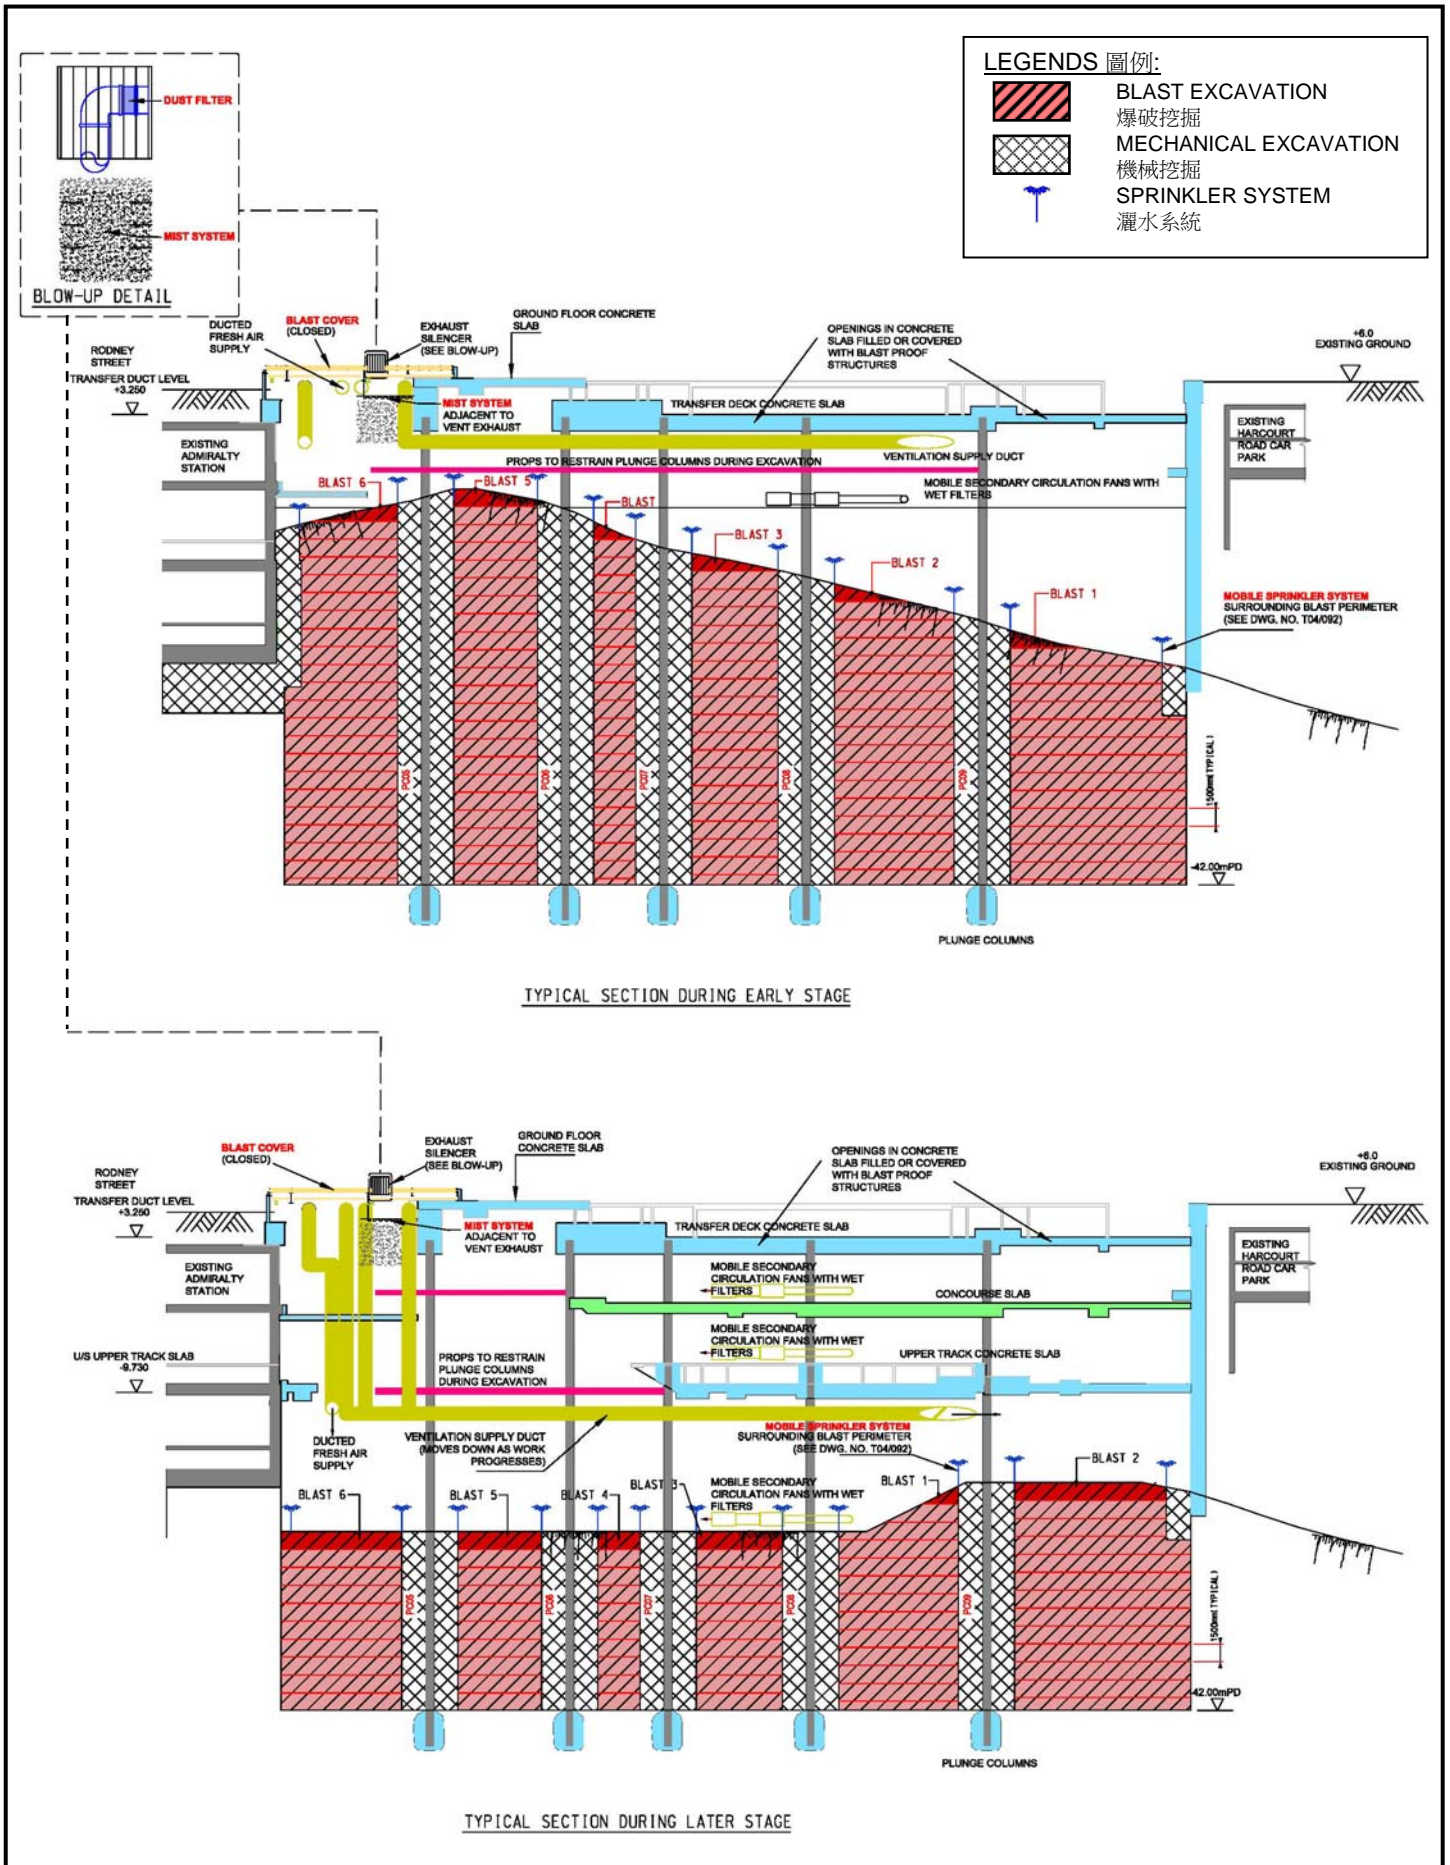 LEGENDS 圖例:
BLAST EXCAVATION
爆破挖掘
MECHANICAL EXCAVATION
機械挖掘
SPRINKLER SYSTEM
灑水系統
DUST FILTER
MIST SYSTEM
BLOW-UP DETAIL
RODNEY
STREET
TRANSFER DUCT LEVEL
+3.250
DUCTED
FRESH AIR
SUPPLY
BLAST COVER
(CLOSED)
EXHAUST
SILENCER
(SEE BLOW-UP)
GROUND FLOOR CONCRETE
SLAB
OPENINGS IN CONCRETE
SLAB FILLED OR COVERED
WITH BLAST PROOF
STRUCTURES
+6.0
EXISTING GROUND
MIST SYSTEM
ADJACENT TO
VENT EXHAUST
TRANSFER DECK CONCRETE SLAB
EXISTING
ADMIRALTY
STATION
EXISTING
HARCOURT
ROAD CAR
PARK
VENTILATION SUPPLY DUCT
PROPS TO RESTRAIN PLUNGE COLUMNS DURING EXCAVATION
MOBILE SECONDARY CIRCULATION FANS WITH
WET FILTERS
BLAST 6
BLAST 5
BLAST
BLAST 3
BLAST 2
BLAST 1
MOBILE SPRINKLER SYSTEM
SURROUNDING BLAST PERIMETER
(SEE DWG. NO. T04/092)
PC05
PC06
PC07
PC08
PC09
1500mm(TYPICAL)
-42.00mPD
PLUNGE COLUMNS
TYPICAL SECTION DURING EARLY STAGE
RODNEY
STREET
TRANSFER DUCT LEVEL
+3.250
BLAST COVER
(CLOSED)
EXHAUST
SILENCER
(SEE BLOW-UP)
GROUND FLOOR
CONCRETE SLAB
OPENINGS IN CONCRETE
SLAB FILLED OR COVERED
WITH BLAST PROOF
STRUCTURES
+6.0
EXISTING GROUND
MIST SYSTEM
ADJACENT TO
VENT EXHAUST
TRANSFER DECK CONCRETE SLAB
EXISTING
ADMIRALTY
STATION
EXISTING
HARCOURT
ROAD CAR
PARK
MOBILE SECONDARY
CIRCULATION FANS WITH WET
FILTERS
CONCOURSE SLAB
MOBILE SECONDARY
CIRCULATION FANS WITH WET
FILTERS
UPPER TRACK CONCRETE SLAB
U/S UPPER TRACK SLAB
-9.730
PROPS TO RESTRAIN
PLUNGE COLUMNS
DURING EXCAVATION
DUCTED
FRESH AIR
SUPPLY
VENTILATION SUPPLY DUCT
(MOVES DOWN AS WORK
PROGRESSES)
MOBILE SPRINKLER SYSTEM
SURROUNDING BLAST PERIMETER
(SEE DWG. NO. T04/092)
MOBILE SECONDARY
CIRCULATION FANS WITH WET
FILTERS
BLAST 6
BLAST 5
BLAST 4
BLAST 3
BLAST 1
BLAST 2
PC05
PC06
PC07
PC08
PC09
1500mm(TYPICAL)
-42.00mPD
PLUNGE COLUMNS
TYPICAL SECTION DURING LATER STAGE